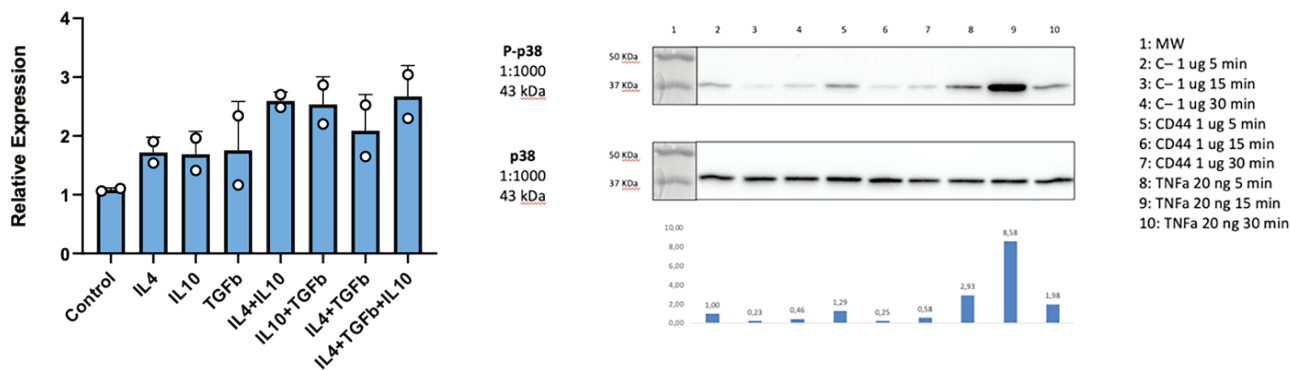 Relative Expression
4
3
2
1
0
Control
IL4
IL10
TGFb
IL4+IL10
IL10+TGFb
IL4+TGFb
IL4+TGFb+IL10
P-p38
1:1000
43 kDa
1 2 3 4 5 6 7 8 9 10
50 KDa
37 KDa
p38
1:1000
43 kDa
50 KDa
37 KDa
10,00
8,00
6,00
4,00
2,00
0,00
1,00 0,23 0,46 1,29 0,25 0,58 2,93 8,58 1,98
1: MW
2: C– 1 ug 5 min
3: C– 1 ug 15 min
4: C– 1 ug 30 min
5: CD44 1 ug 5 min
6: CD44 1 ug 15 min
7: CD44 1 ug 30 min
8: TNFa 20 ng 5 min
9: TNFa 20 ng 15 min
10: TNFa 20 ng 30 min